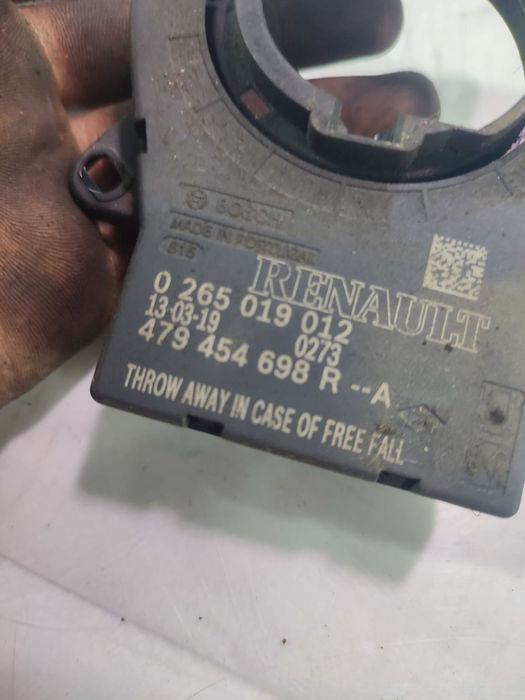 BOSCH
MADE IN PORTUGAL
815
RENAULT
0 265 019 012
13-03-19 0273
479 454 698 R --A
THROW AWAY IN CASE OF FREE FALL